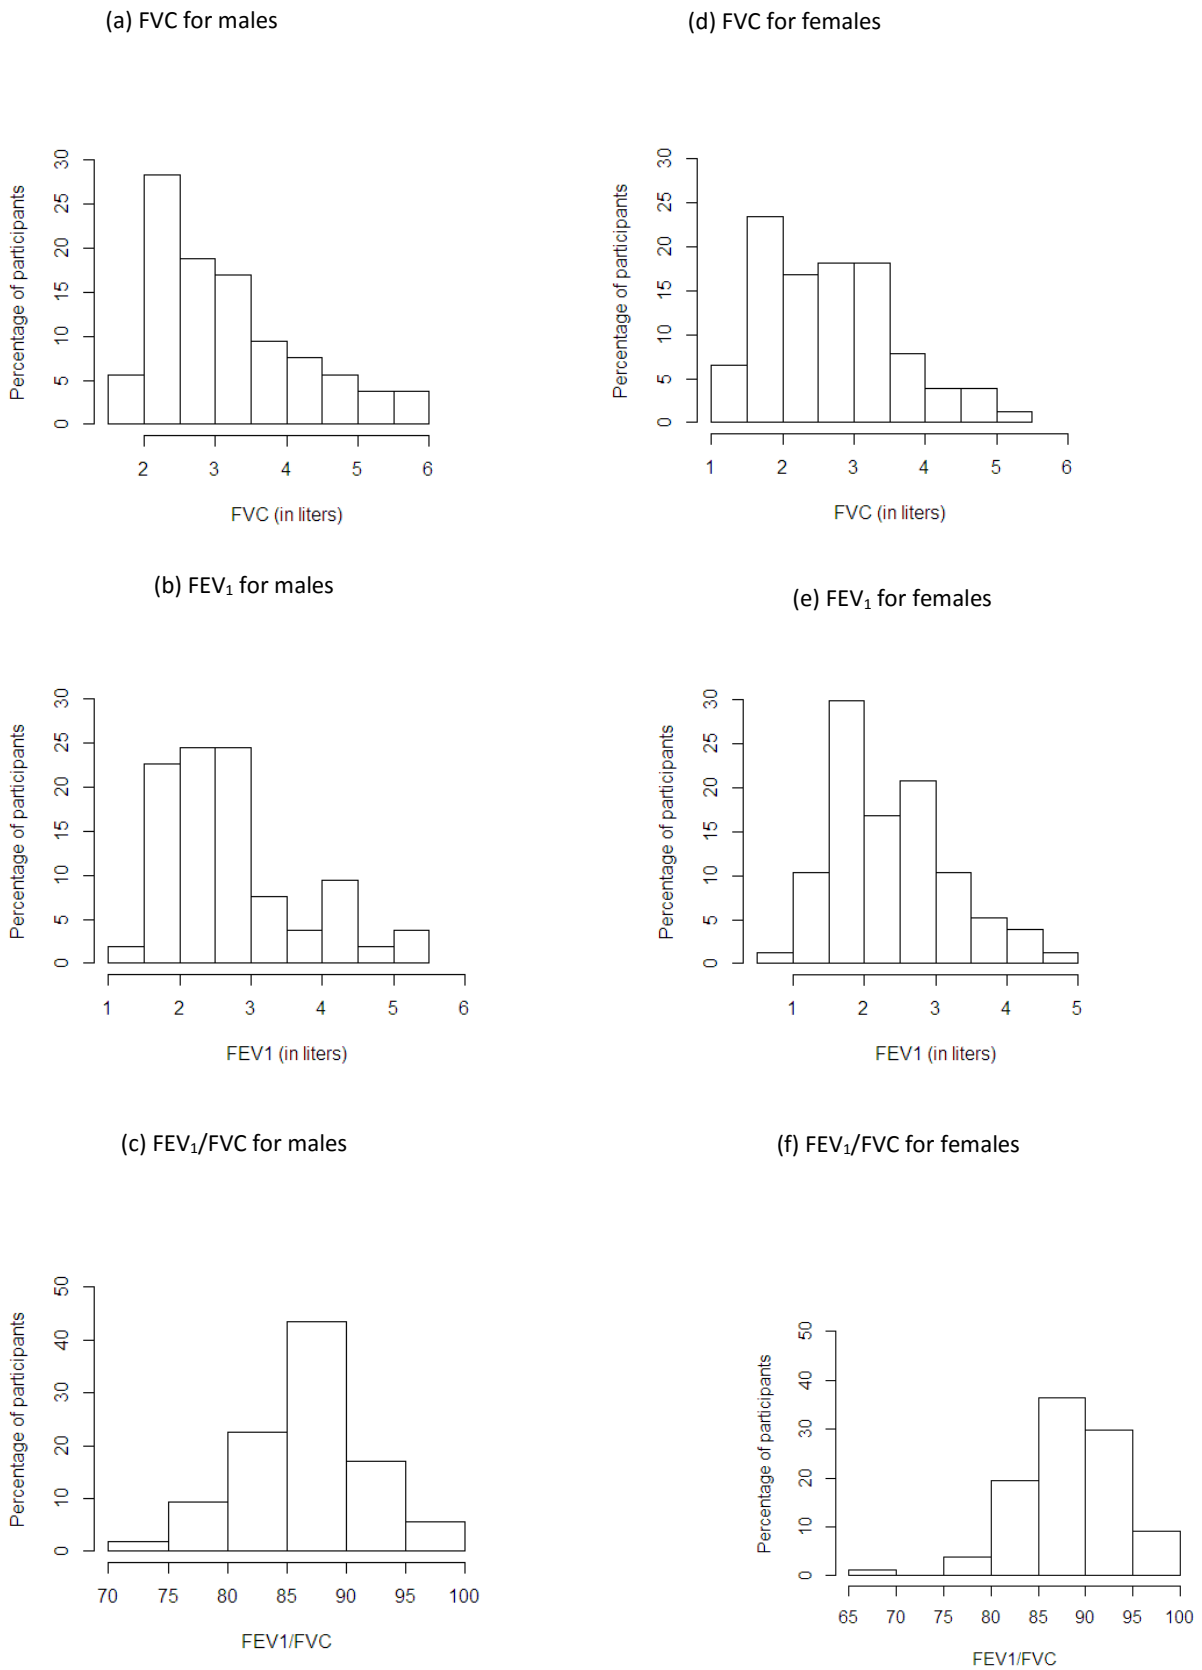 (a) FVC for males
Percentage of participants
30
25
20
15
10
5
0
2 3 4 5 6
FVC (in liters)
(d) FVC for females
Percentage of participants
30
25
20
15
10
5
0
1 2 3 4 5 6
FVC (in liters)
(b) FEV₁ for males
Percentage of participants
30
25
20
15
10
5
0
1 2 3 4 5 6
FEV1 (in liters)
(e) FEV₁ for females
Percentage of participants
30
25
20
15
10
5
0
1 2 3 4 5
FEV1 (in liters)
(c) FEV₁/FVC for males
Percentage of participants
50
40
30
20
10
0
70 75 80 85 90 95 100
FEV1/FVC
(f) FEV₁/FVC for females
Percentage of participants
50
40
30
20
10
0
65 70 75 80 85 90 95 100
FEV1/FVC